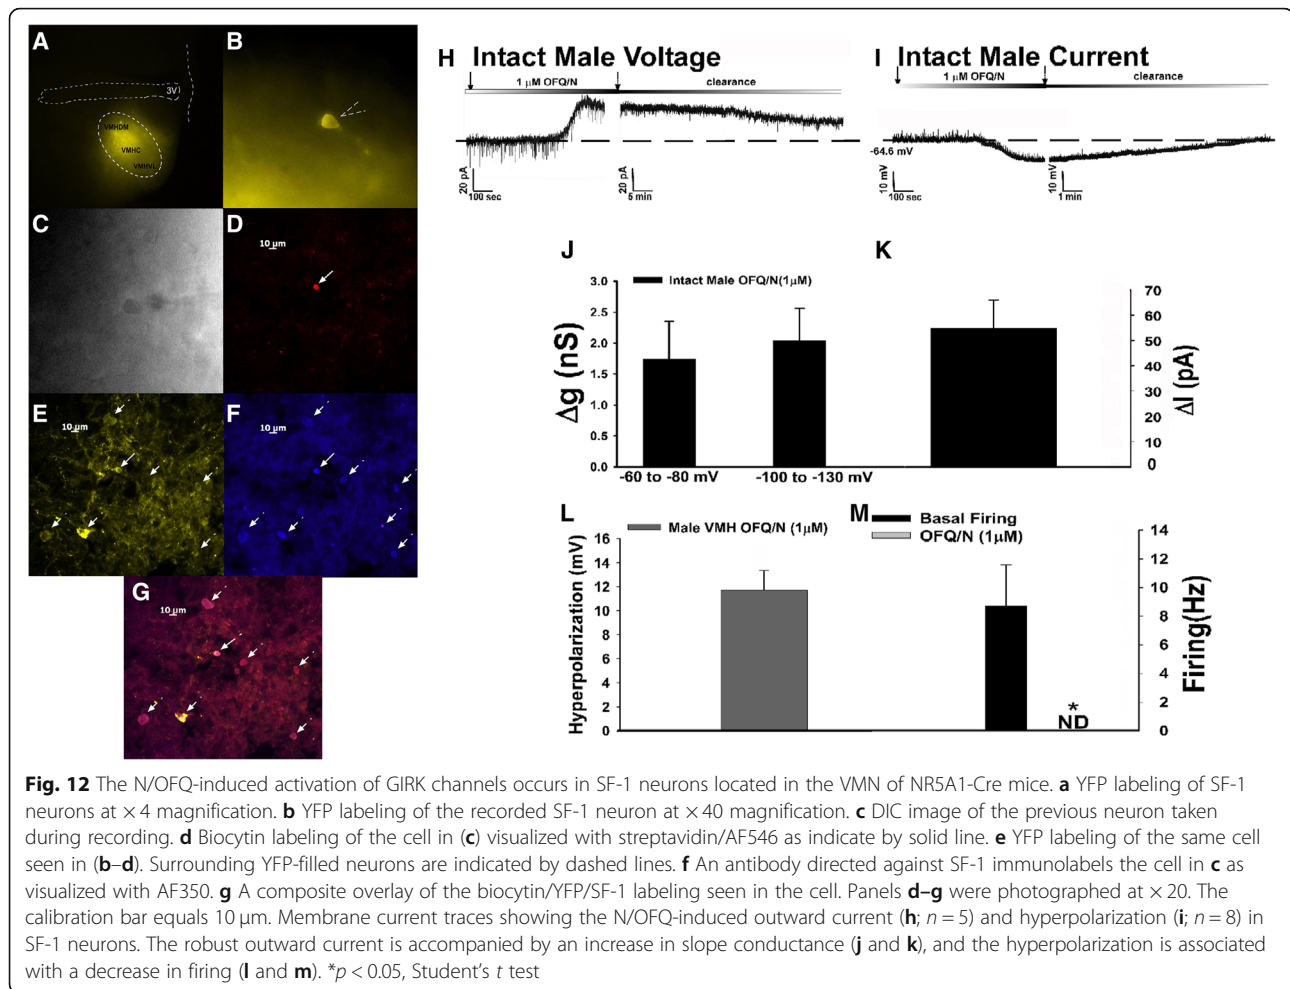 A
3V
VMHDM
VMHC
VMHVL
B
C
D
10 µm
E
10 µm
F
10 µm
G
10 µm
H Intact Male Voltage
1 µM OFQ/N clearance
20 pA
100 sec
20 pA
5 min
I Intact Male Current
1 µM OFQ/N clearance
-64.6 mV
10 mV
100 sec
10 mV
1 min
J
Intact Male OFQ/N(1µM)
Δg (nS)
3.0
2.5
2.0
1.5
1.0
0.5
0.0
-60 to -80 mV -100 to -130 mV
K
70
60
50
40
30
20
10
0
ΔI (pA)
L
Male VMH OFQ/N (1µM)
Hyperpolarization (mV)
16
14
12
10
8
6
4
2
0
M
Basal Firing
OFQ/N (1µM)
14
12
10
8
6
4
2
0
Firing(Hz)
*
ND
Fig. 12 The N/OFQ-induced activation of GIRK channels occurs in SF-1 neurons located in the VMN of NR5A1-Cre mice. a YFP labeling of SF-1
neurons at × 4 magnification. b YFP labeling of the recorded SF-1 neuron at × 40 magnification. c DIC image of the previous neuron taken
during recording. d Biocytin labeling of the cell in (c) visualized with streptavidin/AF546 as indicate by solid line. e YFP labeling of the same cell
seen in (b–d). Surrounding YFP-filled neurons are indicated by dashed lines. f An antibody directed against SF-1 immunolabels the cell in c as
visualized with AF350. g A composite overlay of the biocytin/YFP/SF-1 labeling seen in the cell. Panels d–g were photographed at × 20. The
calibration bar equals 10 µm. Membrane current traces showing the N/OFQ-induced outward current (h; n = 5) and hyperpolarization (i; n = 8) in
SF-1 neurons. The robust outward current is accompanied by an increase in slope conductance (j and k), and the hyperpolarization is associated
with a decrease in firing (l and m). *p < 0.05, Student's t test